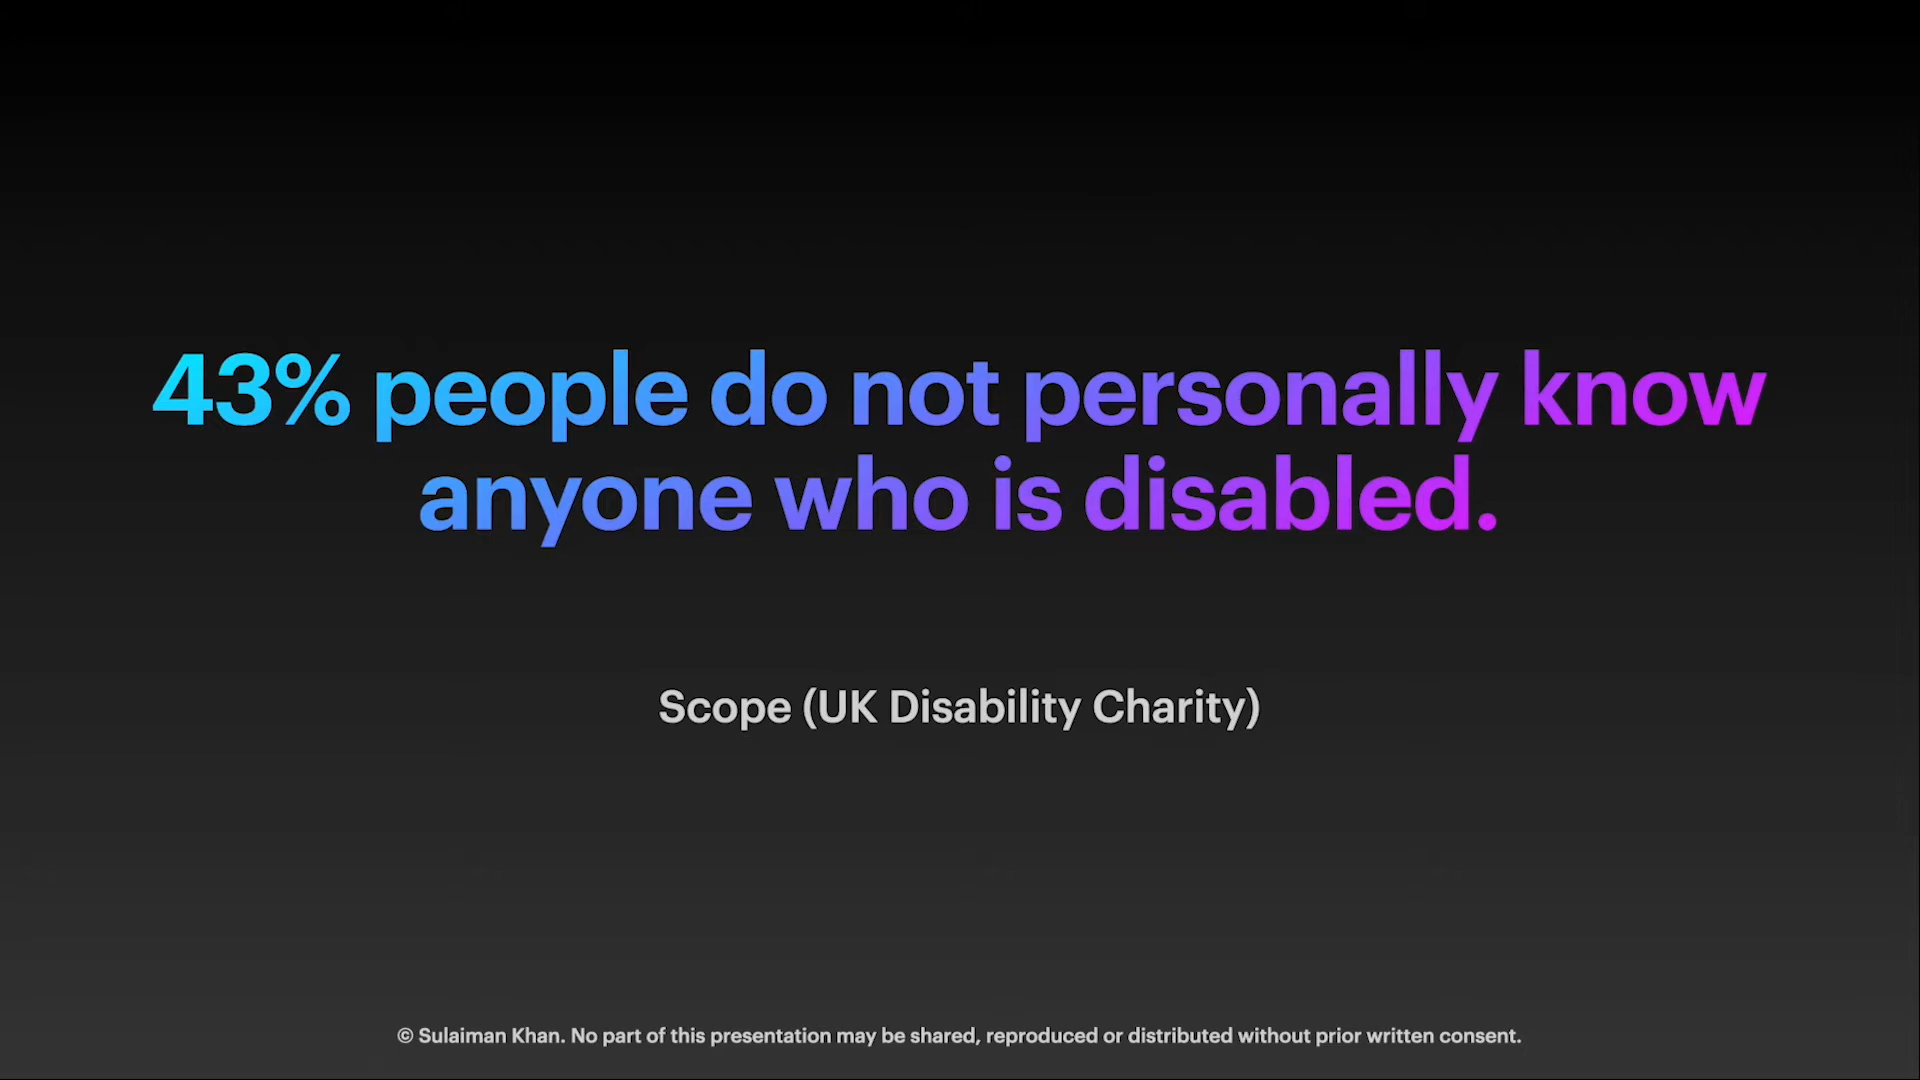 43% people do not personally know
anyone who is disabled.
Scope (UK Disability Charity)
© Sulaiman Khan. No part of this presentation may be shared, reproduced or distributed without prior written consent.